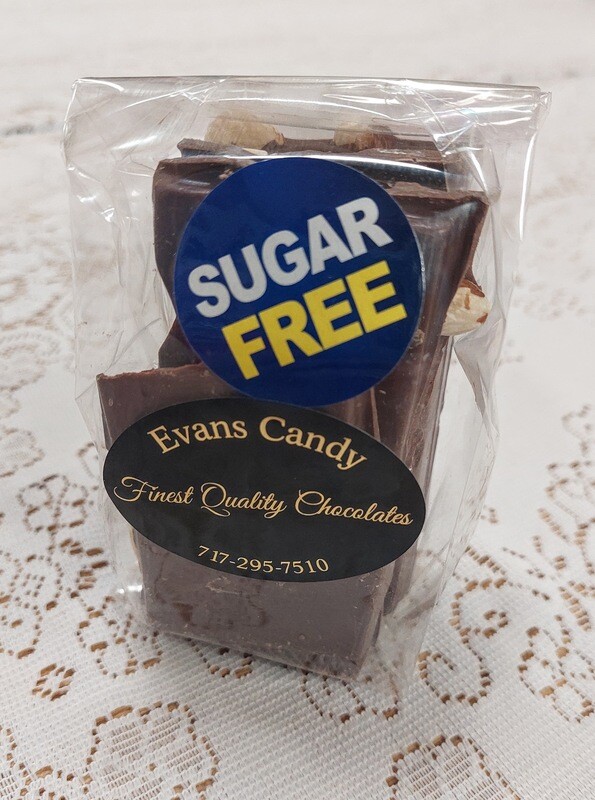 SUGAR
FREE
Evans Candy
Finest Quality Chocolates
717-295-7510